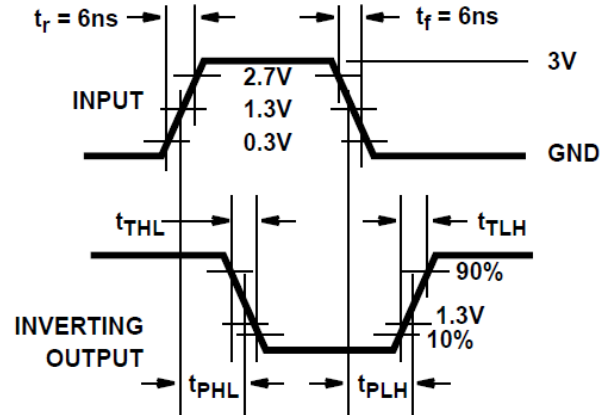 tr = 6ns
tf = 6ns
3V
INPUT
2.7V
1.3V
0.3V
GND
tTHL
tTLH
90%
1.3V
10%
INVERTING
OUTPUT
tPHL
tPLH